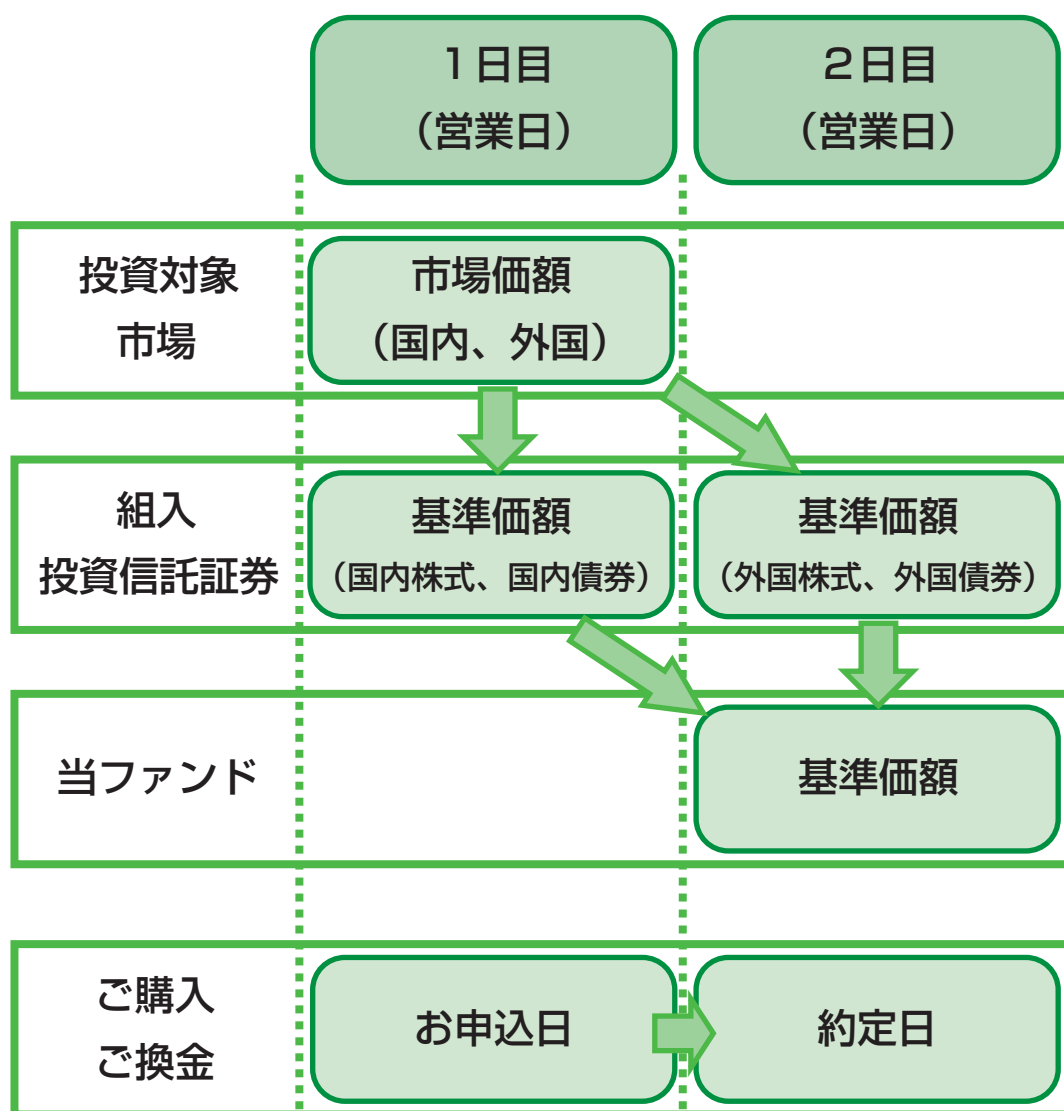 １日目
（営業日）
２日目
（営業日）
投資対象
市場
市場価額
（国内、外国）
組入
投資信託証券
基準価額
（国内株式、国内債券）
基準価額
（外国株式、外国債券）
当ファンド
基準価額
ご購入
ご換金
お申込日
約定日